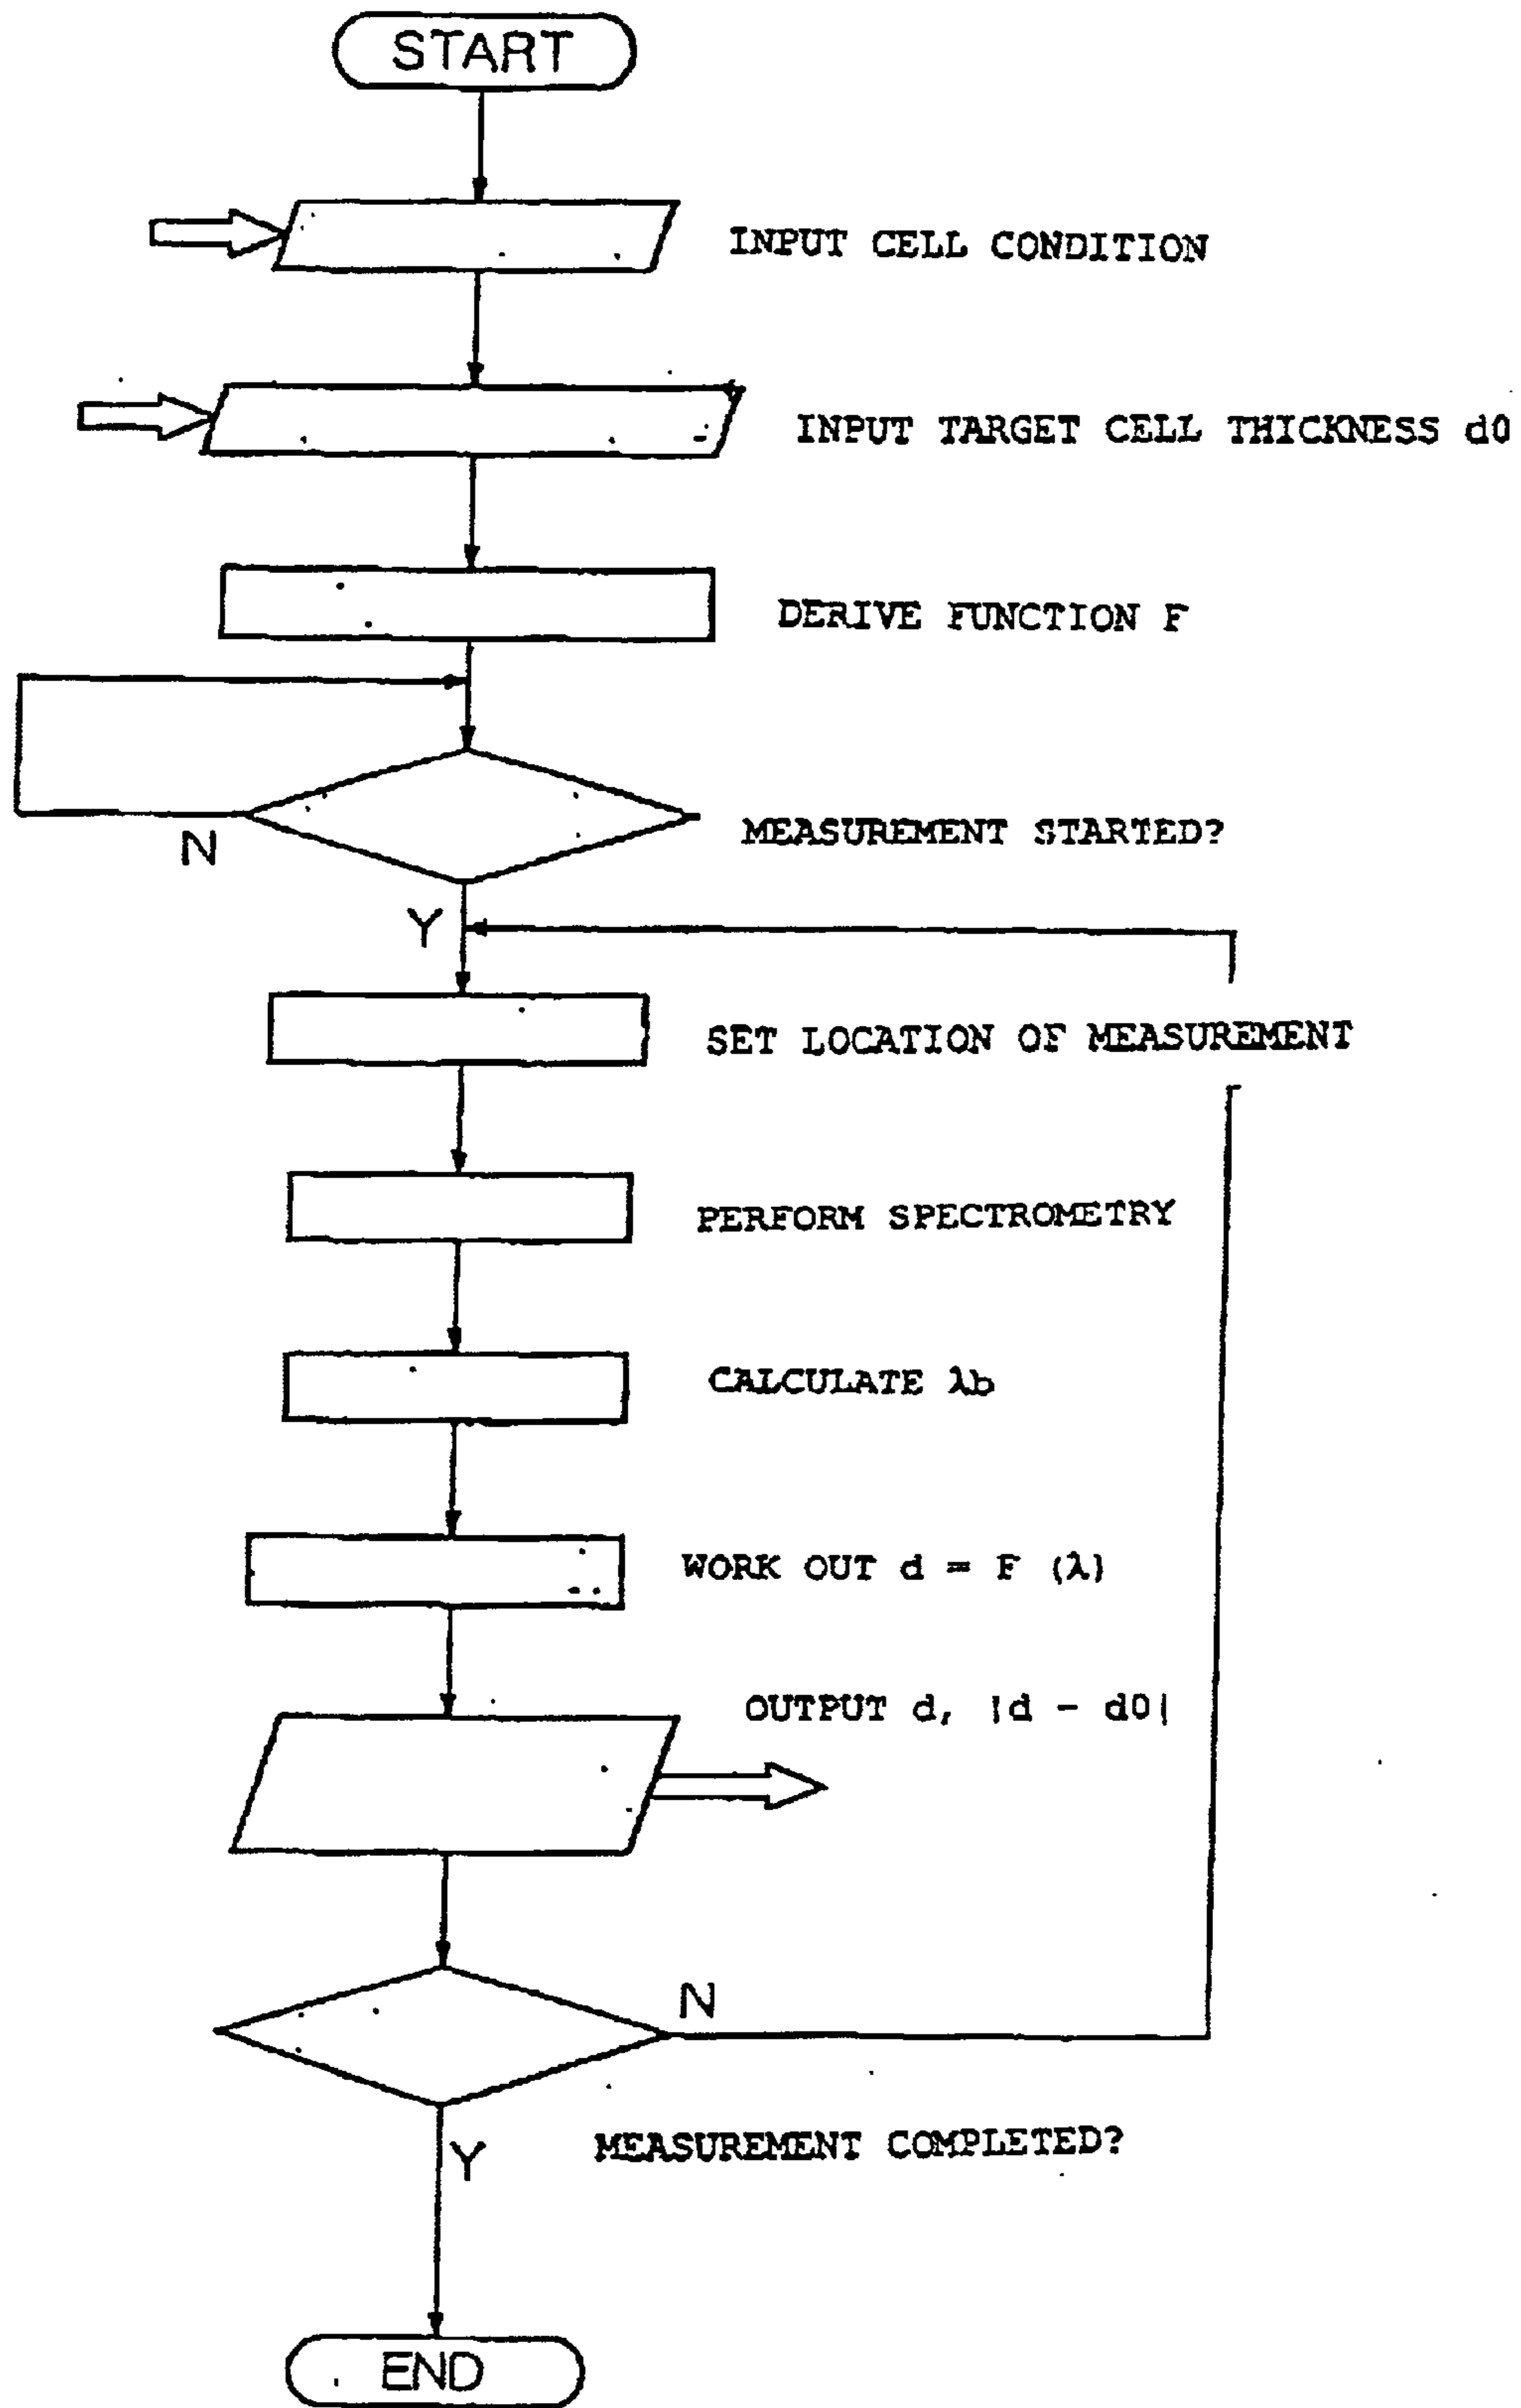 START
INPUT CELL CONDITION
INPUT TARGET CELL THICKNESS d0
DERIVE FUNCTION F
N
MEASUREMENT STARTED?
Y
SET LOCATION OF MEASUREMENT
PERFORM SPECTROMETRY
CALCULATE λb
WORK OUT d = F (λ)
OUTPUT d, |d - d0|
N
MEASUREMENT COMPLETED?
Y
END